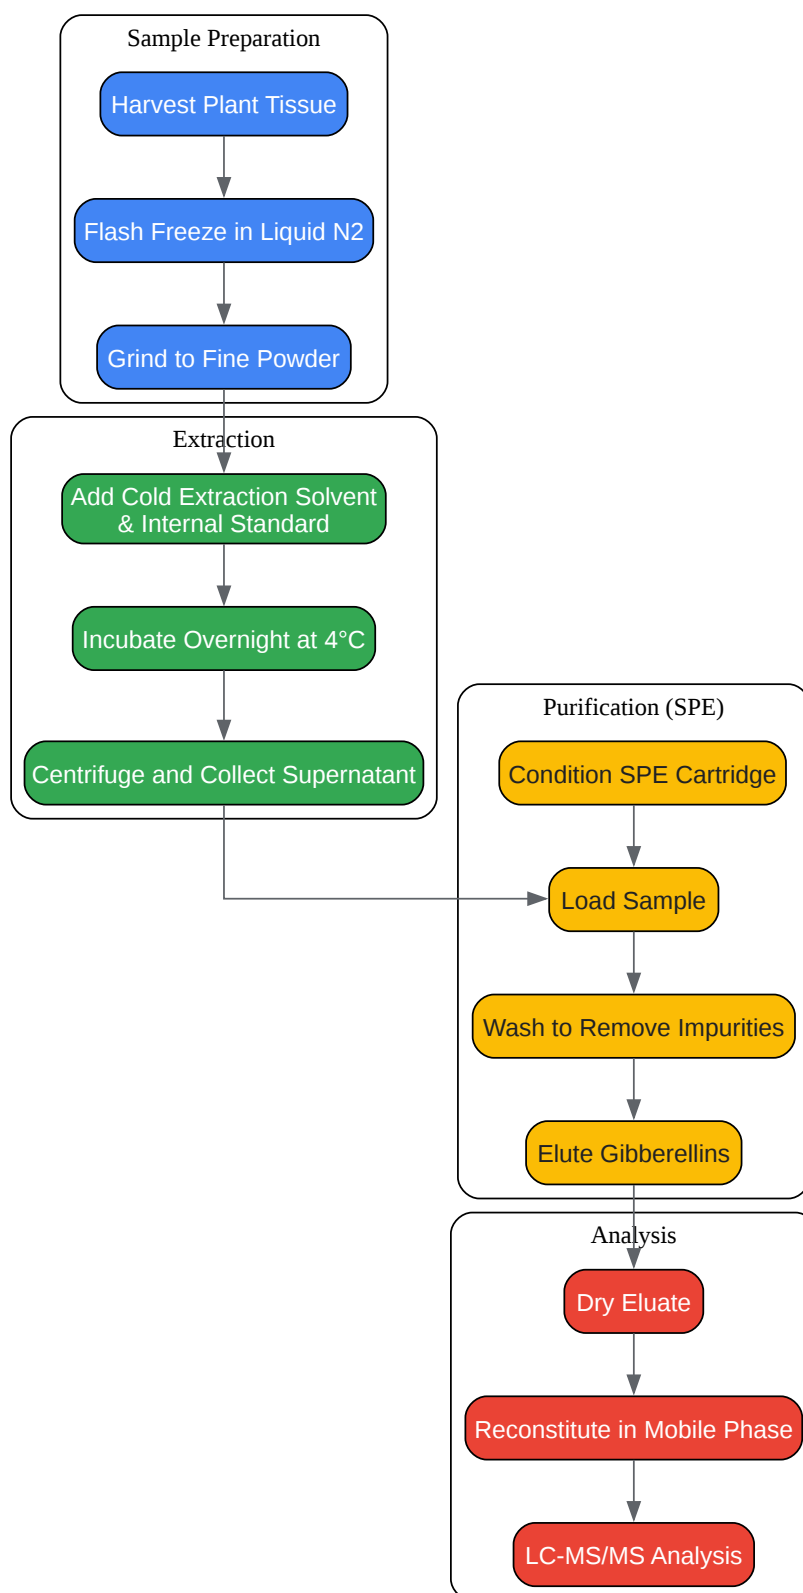 Sample Preparation
Harvest Plant Tissue
Flash Freeze in Liquid N2
Grind to Fine Powder
Extraction
Add Cold Extraction Solvent
& Internal Standard
Incubate Overnight at 4°C
Centrifuge and Collect Supernatant
Purification (SPE)
Condition SPE Cartridge
Load Sample
Wash to Remove Impurities
Elute Gibberellins
Analysis
Dry Eluate
Reconstitute in Mobile Phase
LC-MS/MS Analysis